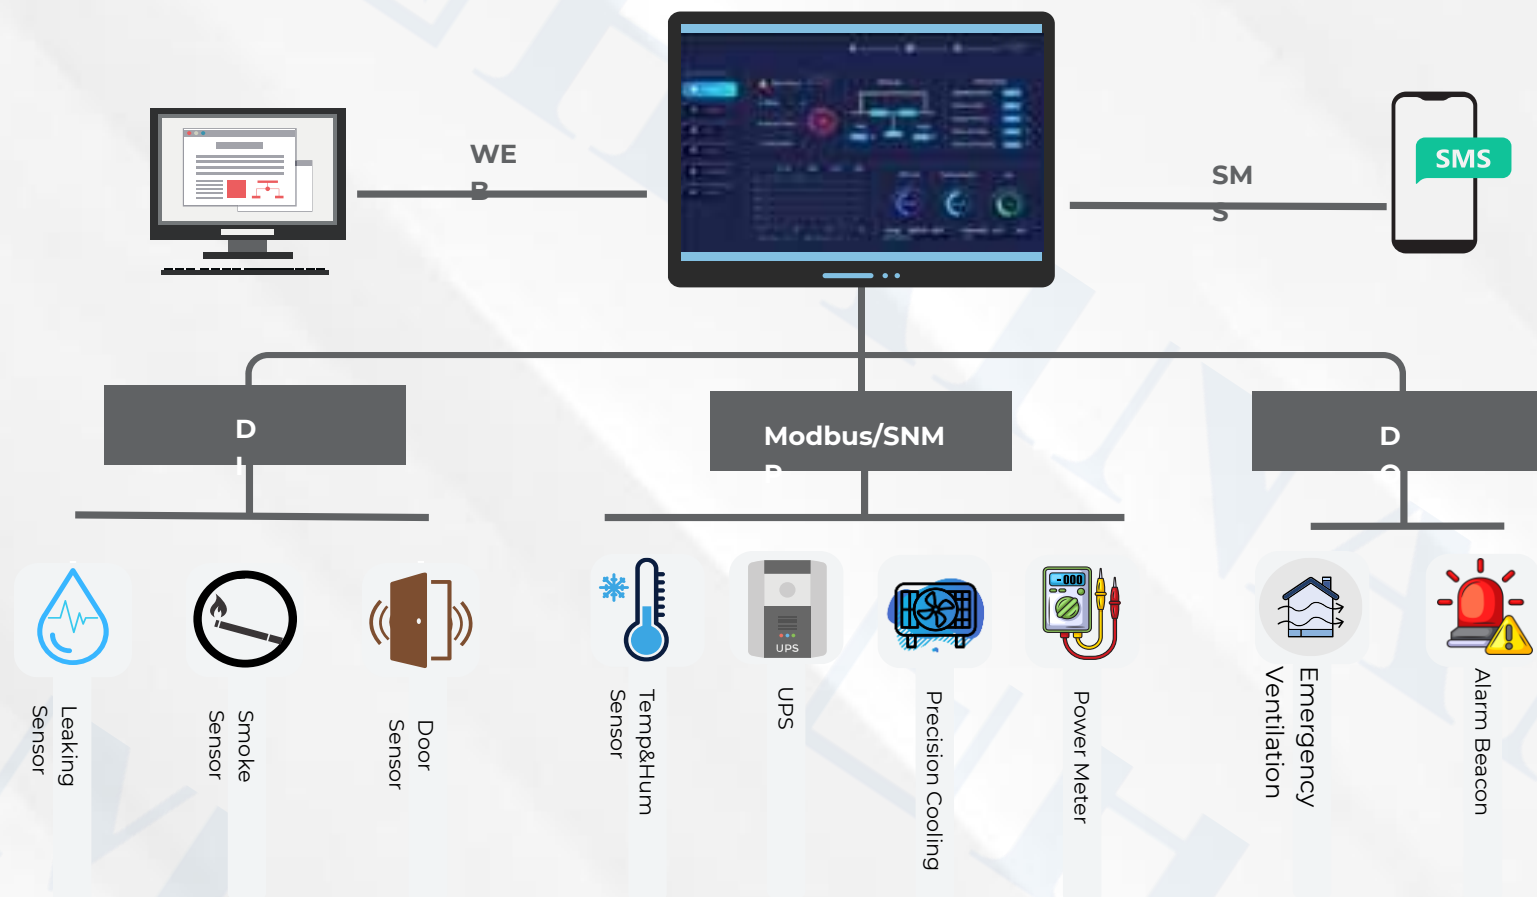 WE
B
SM
S
SMS
D
I
Modbus/SNM
P
D
O
- 000
UPS
Leaking
Sensor
Smoke
Sensor
Door
Sensor
Temp&Hum
Sensor
UPS
Precision Cooling
Power Meter
Emergency
Ventilation
Alarm Beacon